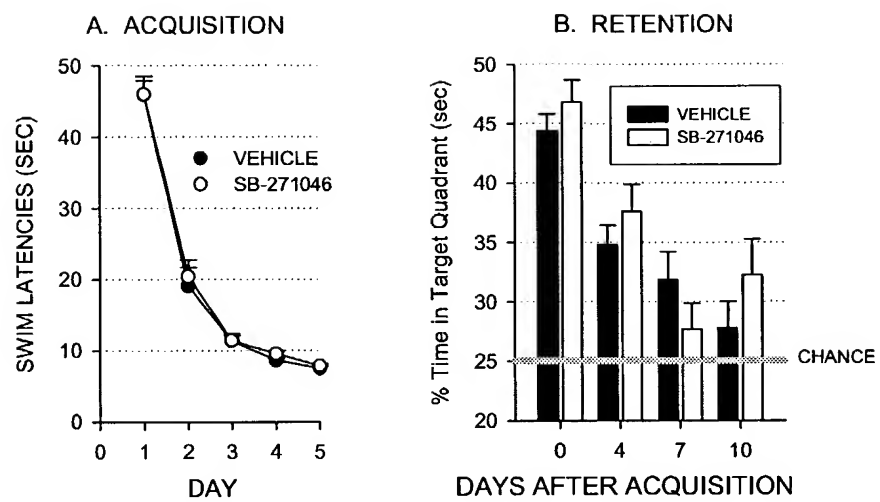 A. ACQUISITION
SWIM LATENCIES (SEC)
50
40
30
20
10
0
VEHICLE
SB-271046
0 1 2 3 4 5
DAY
B. RETENTION
% Time in Target Quadrant (sec)
50
45
40
35
30
25
20
VEHICLE
SB-271046
CHANCE
0 4 7 10
DAYS AFTER ACQUISITION